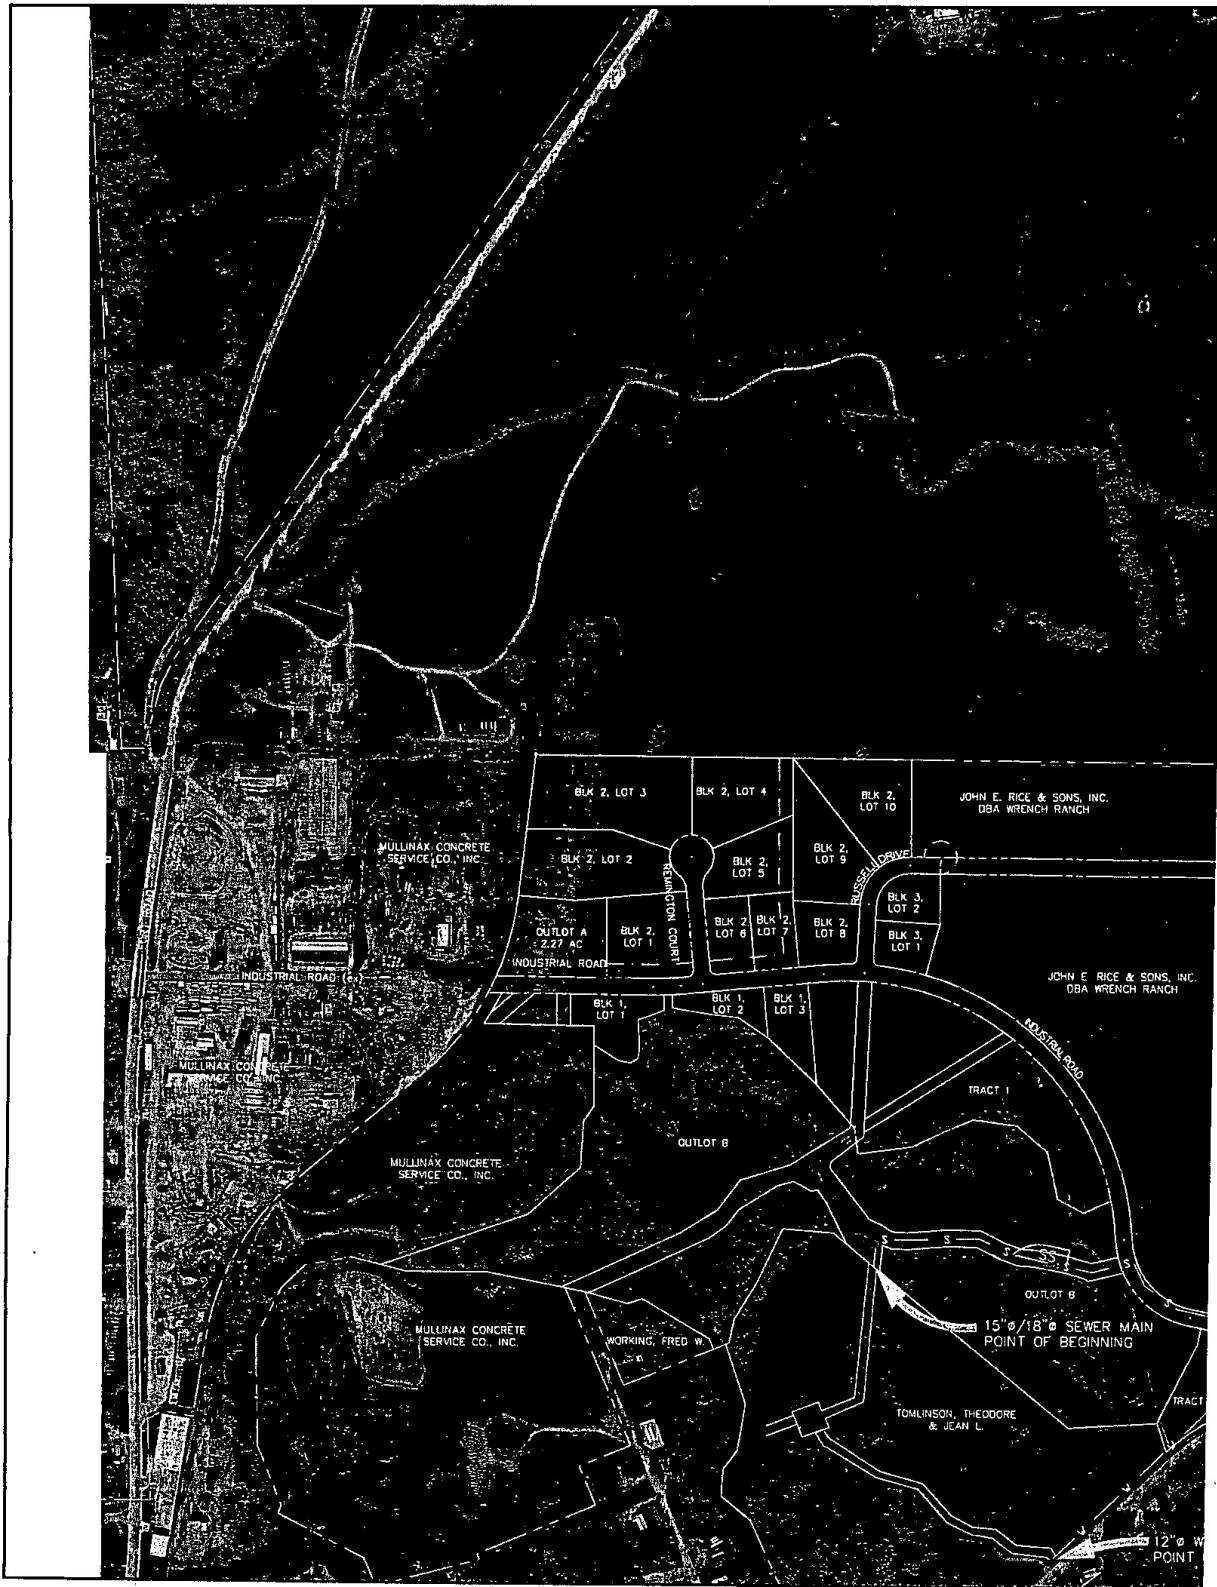 BLK 2, LOT 3
BLK 2, LOT 4
BLK 2,
LOT 10
JOHN E. RICE & SONS, INC.
DBA WRENCH RANCH
MULLINAX CONCRETE
SERVICE CO., INC.
BLK 2, LOT 2
BLK 2,
LOT 5
BLK 2,
LOT 9
RUSSELL DRIVE
REMINGTON COURT
BLK 3,
LOT 2
OUTLOT A
2.27 AC
BLK 2,
LOT 1
BLK 2
LOT 6
BLK 2,
LOT 7
BLK 2,
LOT 8
BLK 3,
LOT 1
ROAD
INDUSTRIAL ROAD
INDUSTRIAL ROAD
JOHN E. RICE & SONS, INC.
DBA WRENCH RANCH
BLK 1,
LOT 1
BLK 1,
LOT 2
BLK 1,
LOT 3
INDUSTRIAL ROAD
MULLINAX CONCRETE
SERVICE CO., INC.
TRACT 1
OUTLOT B
MULLINAX CONCRETE
SERVICE CO., INC.
S
S
S
SS
S
S
S
OUTLOT B
15"ø/18"ø SEWER MAIN
POINT OF BEGINNING
MULLINAX CONCRETE
SERVICE CO., INC.
WORKING, FRED W.
TRACT
TOMLINSON, THEODORE
& JEAN L.
12"ø W
POINT